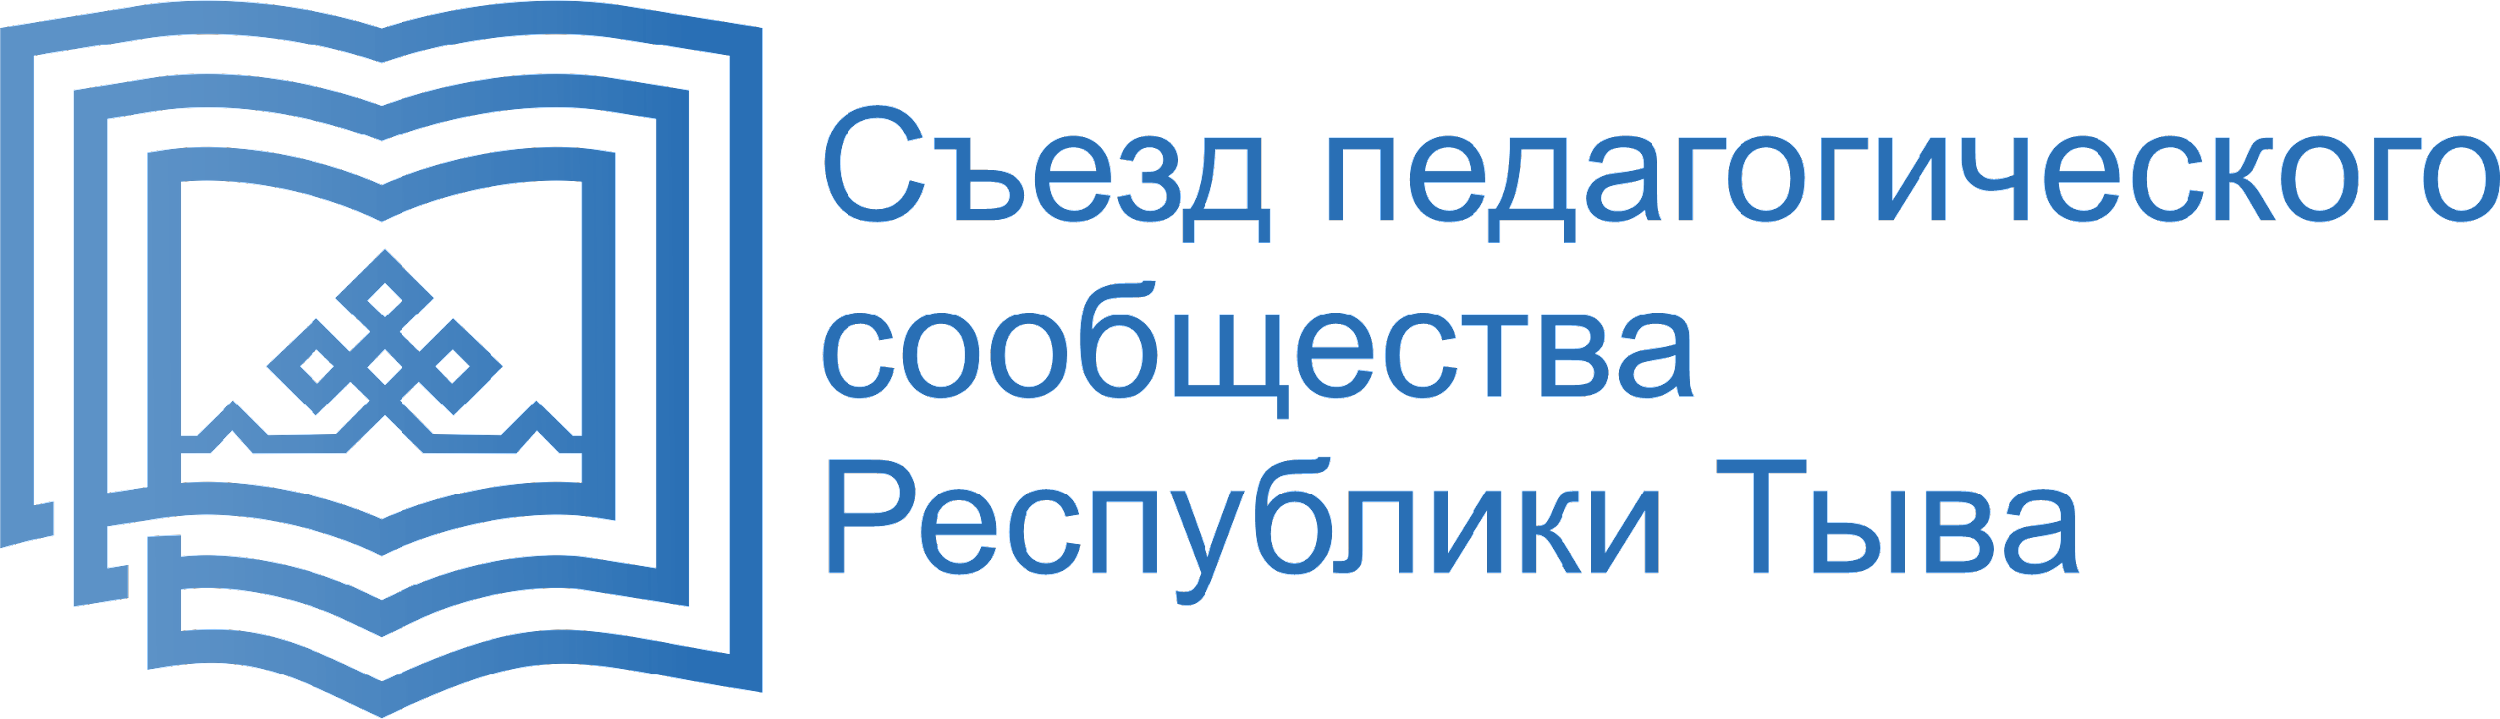 Съезд педагогического
сообщества
Республики Тыва